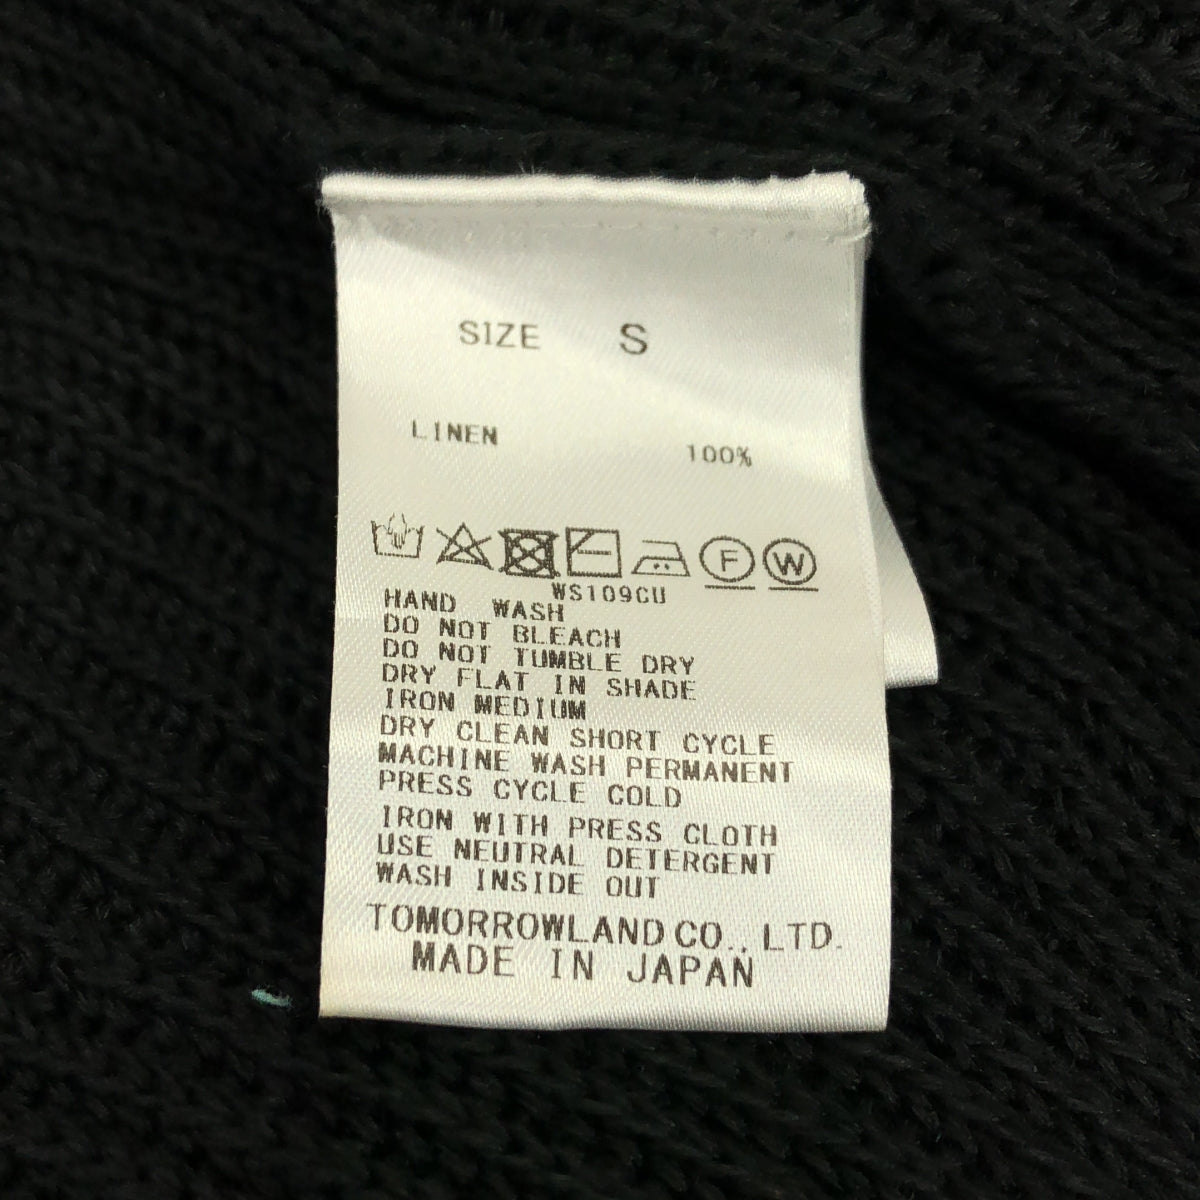 SIZE S
LINEN 100%
F W
WS109CU
HAND WASH
DO NOT BLEACH
DO NOT TUMBLE DRY
DRY FLAT IN SHADE
IRON MEDIUM
DRY CLEAN SHORT CYCLE
MACHINE WASH PERMANENT
PRESS CYCLE COLD
IRON WITH PRESS CLOTH
USE NEUTRAL DETERGENT
WASH INSIDE OUT
TOMORROWLAND CO., LTD.
MADE IN JAPAN